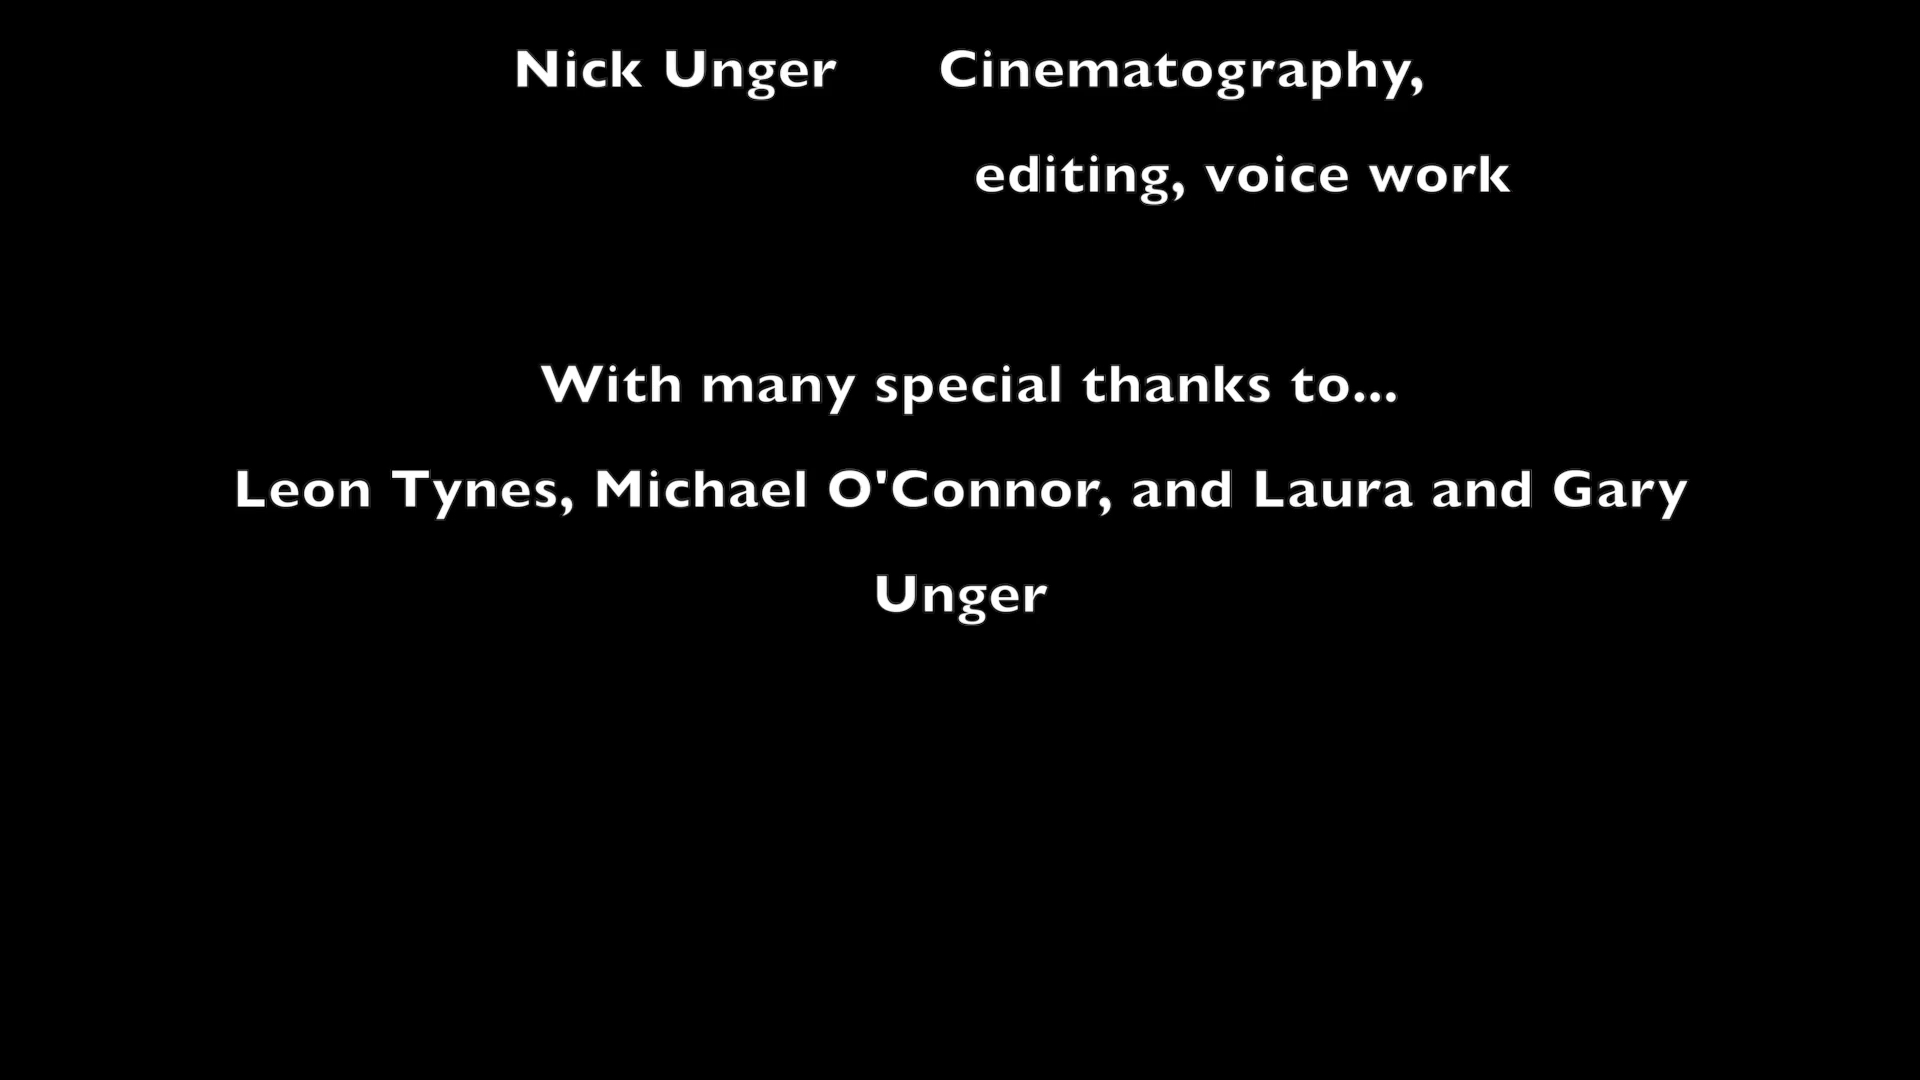 Nick Unger Cinematography,
editing, voice work
With many special thanks to...
Leon Tynes, Michael O'Connor, and Laura and Gary
Unger